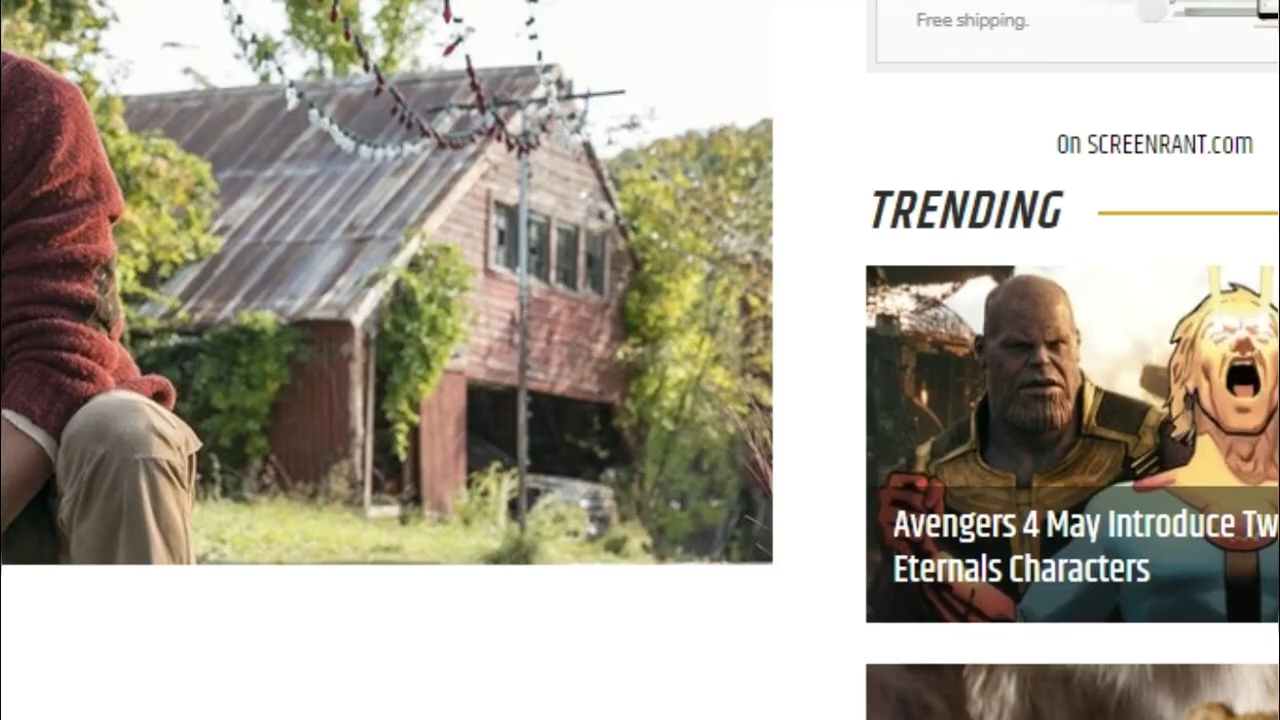 Free shipping.
On SCREENRANT.com
TRENDING
Avengers 4 May Introduce Tw
Eternals Characters